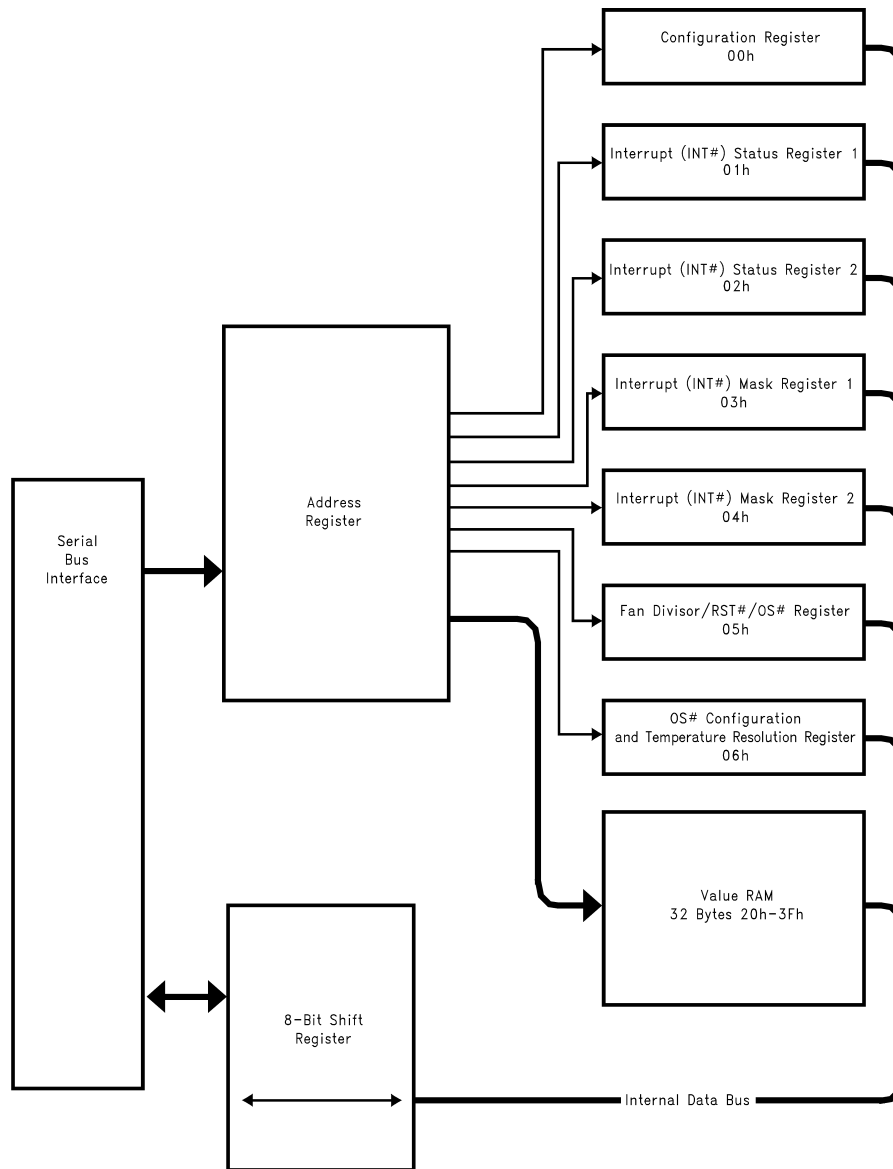 Configuration Register
00h
Interrupt (INT#) Status Register 1
01h
Interrupt (INT#) Status Register 2
02h
Interrupt (INT#) Mask Register 1
03h
Address
Register
Interrupt (INT#) Mask Register 2
04h
Serial
Bus
Interface
Fan Divisor/RST#/OS# Register
05h
OS# Configuration
and Temperature Resolution Register
06h
Value RAM
32 Bytes 20h-3Fh
8-Bit Shift
Register
Internal Data Bus